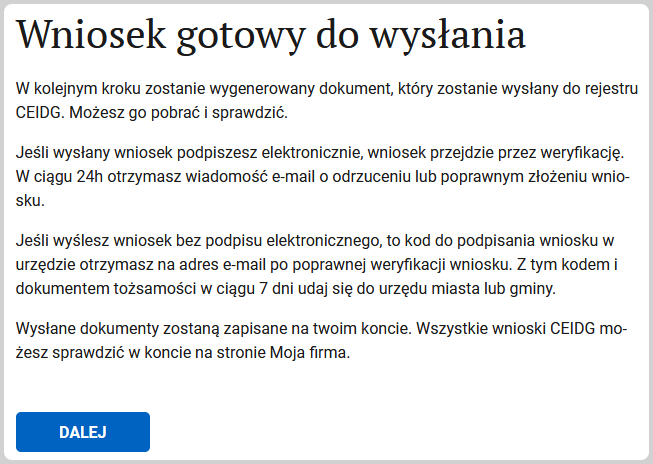 Wniosek gotowy do wysłania
W kolejnym kroku zostanie wygenerowany dokument, który zostanie wysłany do rejestru
CEIDG. Możesz go pobrać i sprawdzić.
Jeśli wysłany wniosek podpiszesz elektronicznie, wniosek przejdzie przez weryfikację.
W ciągu 24h otrzymasz wiadomość e-mail o odrzuceniu lub poprawnym złożeniu wnio-
sku.
Jeśli wyślesz wniosek bez podpisu elektronicznego, to kod do podpisania wniosku w
urzędzie otrzymasz na adres e-mail po poprawnej weryfikacji wniosku. Z tym kodem i
dokumentem tożsamości w ciągu 7 dni udaj się do urzędu miasta lub gminy.
Wysłane dokumenty zostaną zapisane na twoim koncie. Wszystkie wnioski CEIDG mo-
żesz sprawdzić w koncie na stronie Moja firma.
DALEJ